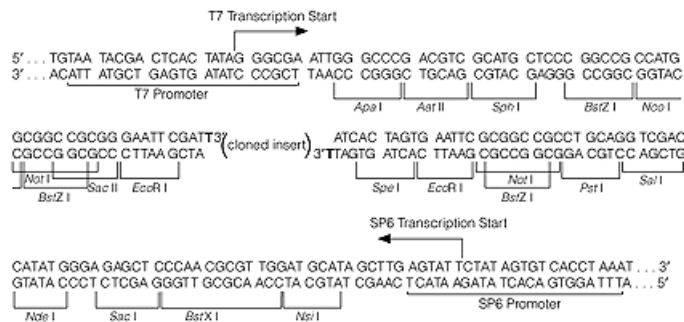 T7 Transcription Start
5′ . . . TGTAA TACGA CTCACT TATAG GGCGA ATTGG GCCCG ACGTC GCATG CTCCC GGCCG CCATG
3′ . . . ACATT ATGCT GAGTG ATATC CCGCT TAACC CGGGC TGCAG CGTAC GAGGG CCGGC GGTAC
T7 Promoter
Apa I Aat II Sph I BstZ I Nco I
GCGGC CGCGG GAATT CGATT3′ (cloned insert) ATCAC TAGTG AATTC GCGGC CGCCT GCAGG TCGAC
CGCCG GCGCC CTTAA GCTA 3′TTAGTG ATCAC TTAAG CGCCG GCGGA CGTCC AGCTG
Not I Sac II EcoR I Spe I EcoR I Not I Pst I Sal I
BstZ I BstZ I
SP6 Transcription Start
CATAT GGGA GAGCT CCCAA CGCGT TGGAT GCATA GCTTG AGTAT TCTAT AGTGT CACCT AAAT . . . 3′
GTATA CCCT CTCGA GGGTT GCGCA ACCTA CGTAT CGAAC TCATA AGATA TCACA GTGGA TTTA . . . 5′
Nde I Sac I BstX I Nsi I SP6 Promoter